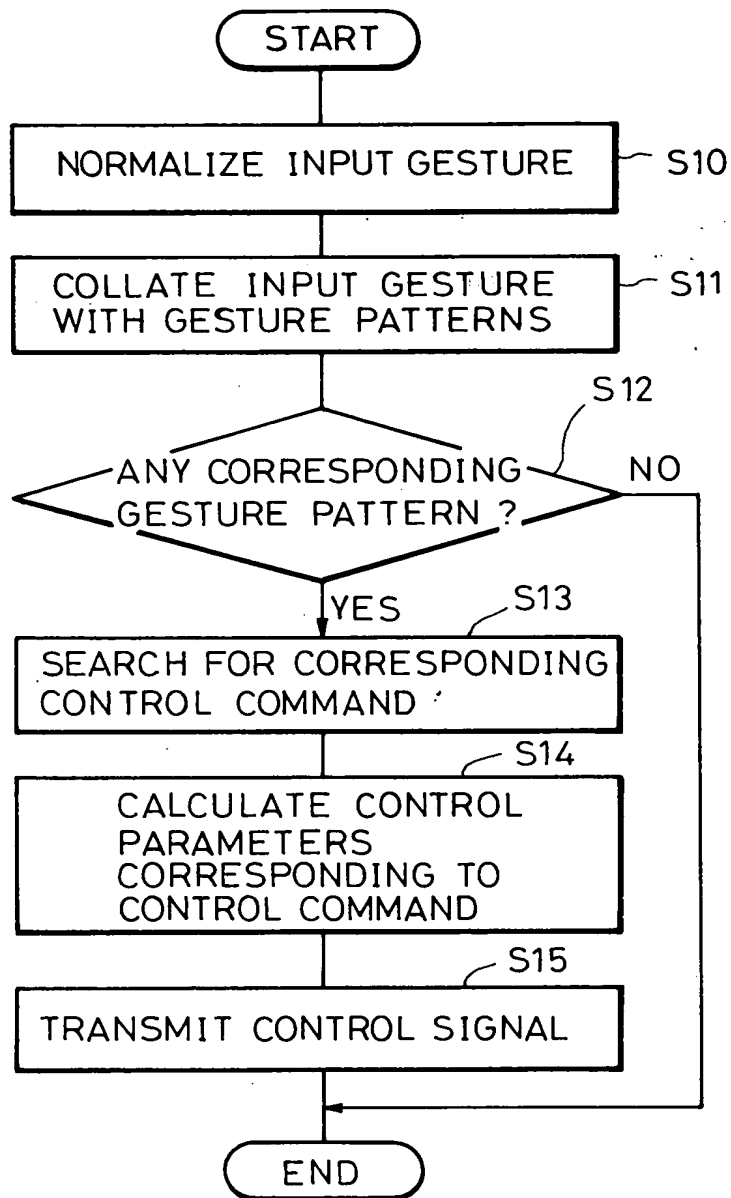 START
NORMALIZE INPUT GESTURE
S10
COLLATE INPUT GESTURE
WITH GESTURE PATTERNS
S11
S12
ANY CORRESPONDING
GESTURE PATTERN ?
NO
YES
S13
SEARCH FOR CORRESPONDING
CONTROL COMMAND
S14
CALCULATE CONTROL
PARAMETERS
CORRESPONDING TO
CONTROL COMMAND
S15
TRANSMIT CONTROL SIGNAL
END